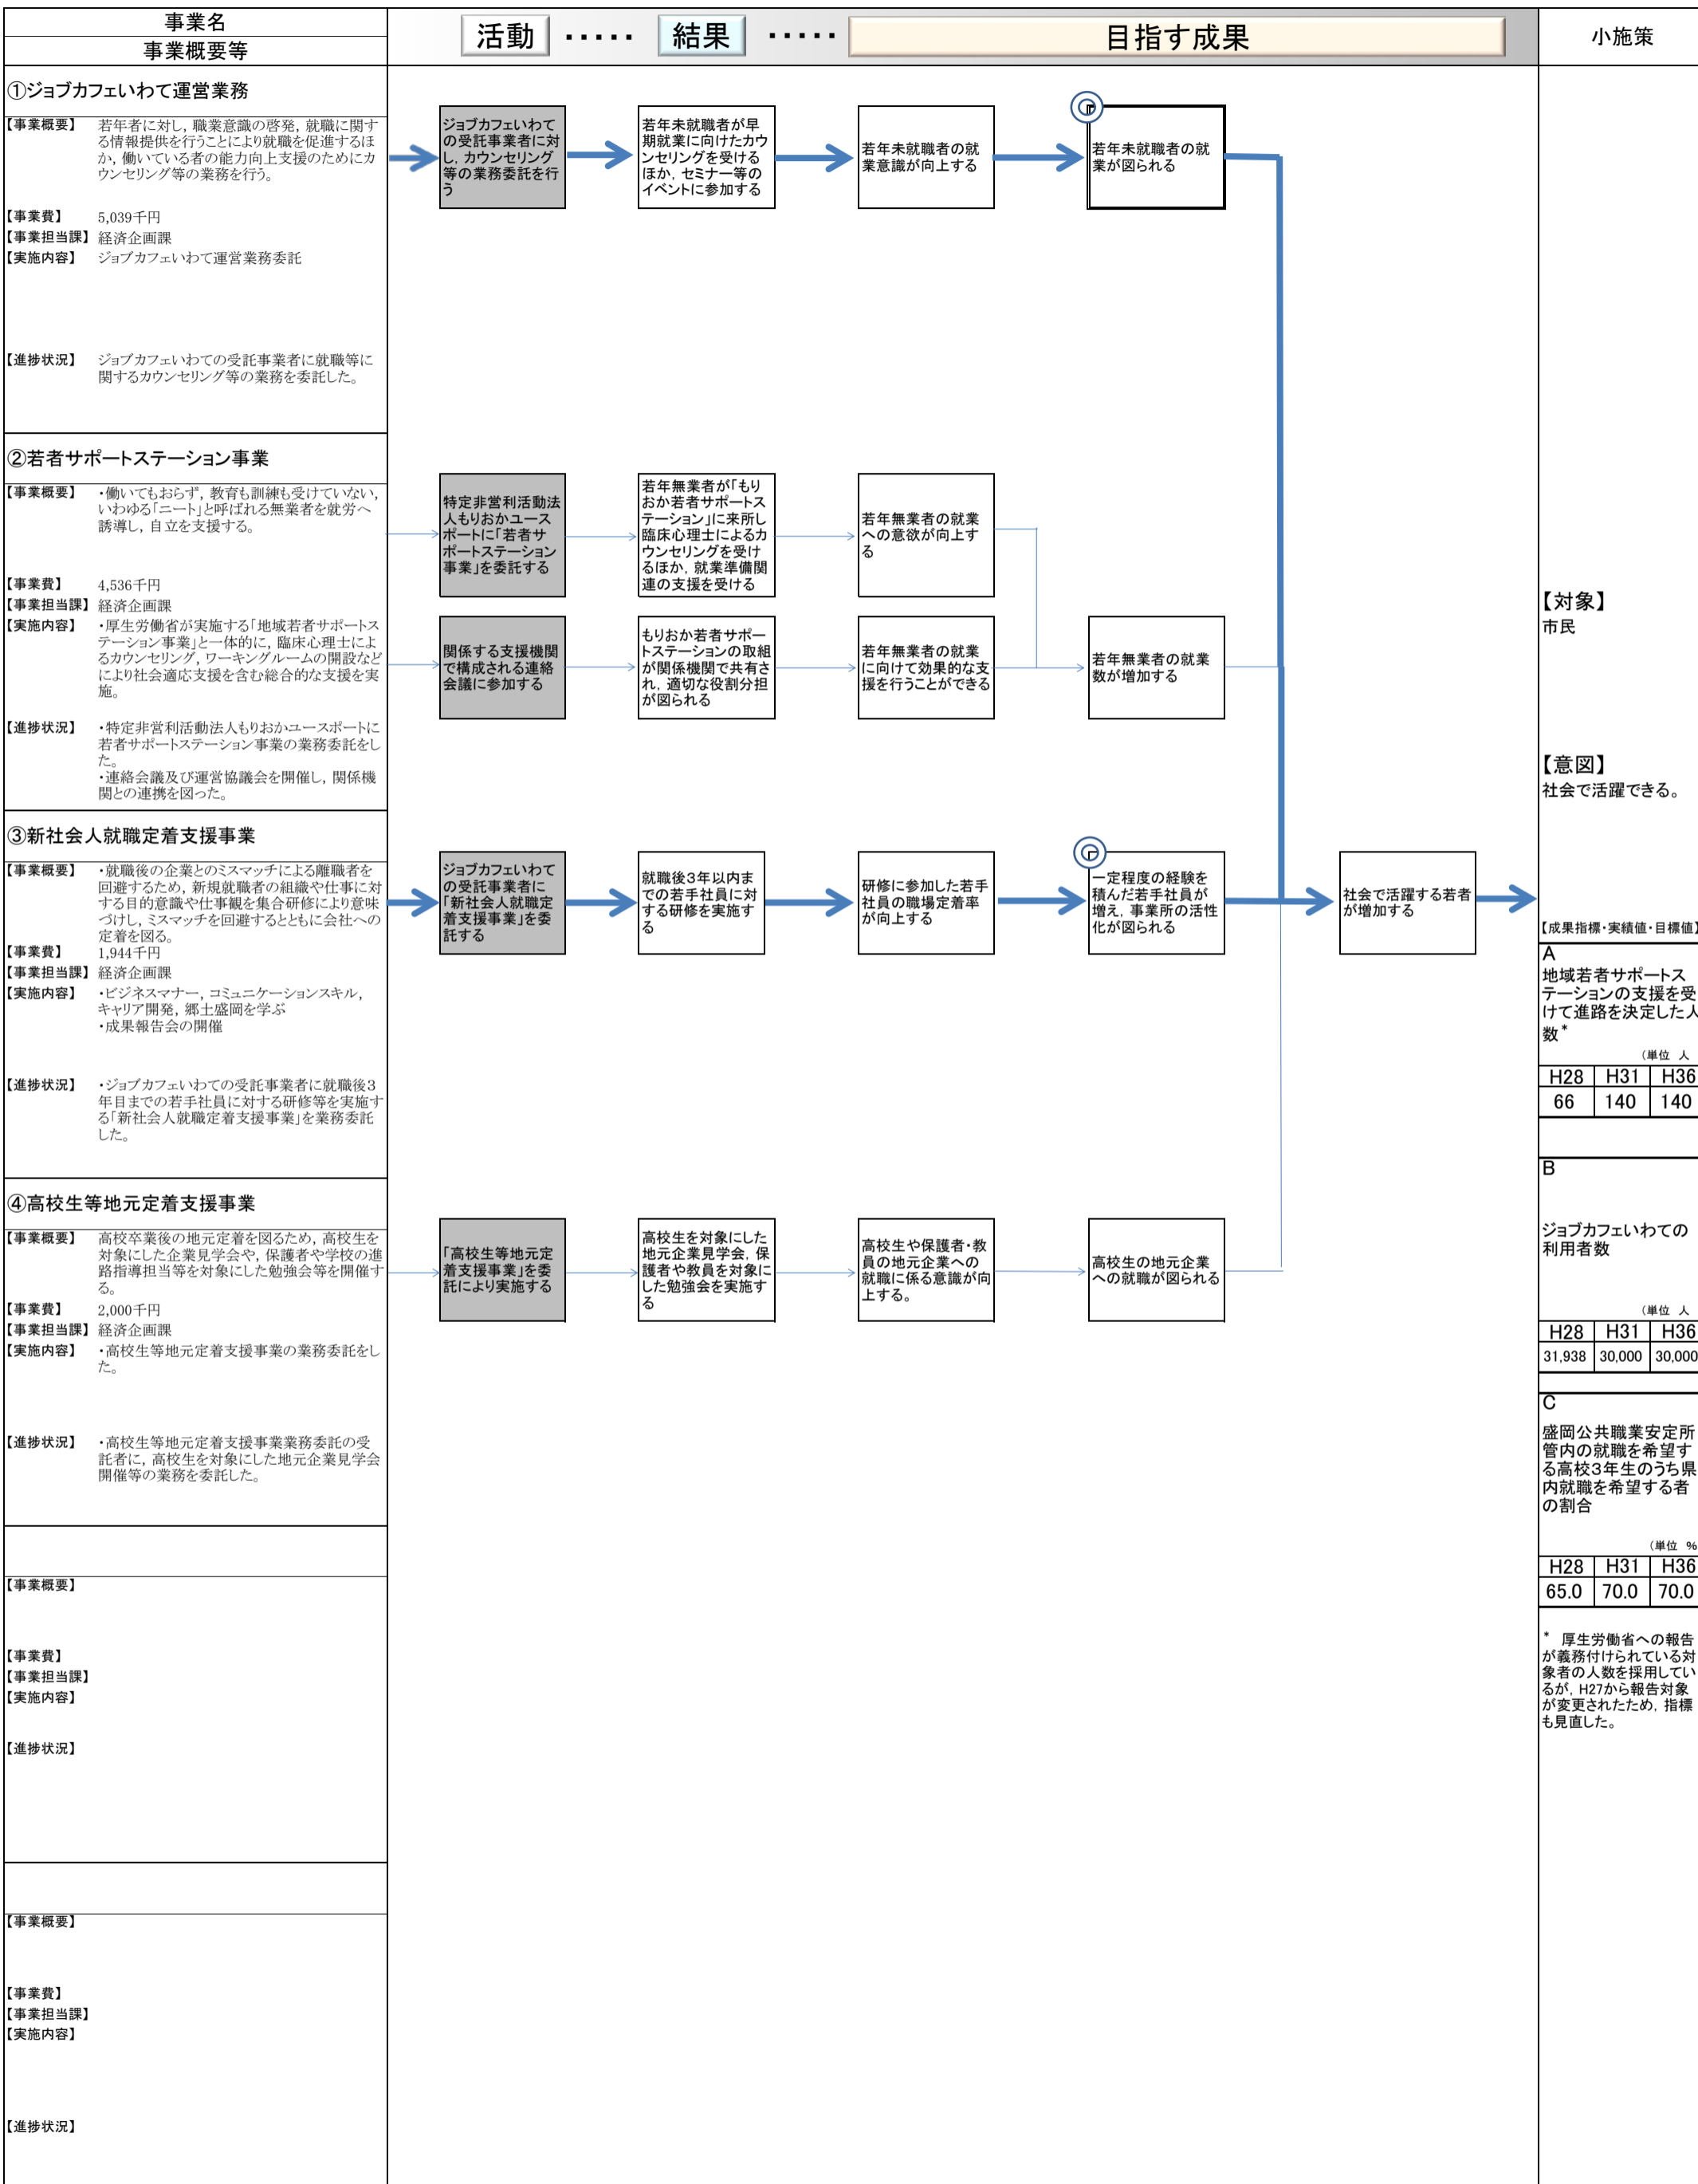 事業名
事業概要等
活動 ・・・・・ 結果 ・・・・・ 目指す成果
小施策
①ジョブカフェいわて運営業務
【事業概要】 若年者に対し，職業意識の啓発，就職に関す
る情報提供を行うことにより就職を促進するほ
か，働いている者の能力向上支援のためにカ
ウンセリング等の業務を行う。
【事業費】 5,039千円
【事業担当課】 経済企画課
【実施内容】 ジョブカフェいわて運営業務委託
【進捗状況】 ジョブカフェいわての受託事業者に就職等に
関するカウンセリング等の業務を委託した。
ジョブカフェいわて
の受託事業者に対
し，カウンセリング
等の業務委託を行
う
若年未就職者が早
期就業に向けたカウ
ンセリングを受ける
ほか，セミナー等の
イベントに参加する
若年未就職者の就
業意識が向上する
若年未就職者の就
業が図られる
②若者サポートステーション事業
【事業概要】 ・働いてもおらず，教育も訓練も受けていない，
いわゆる「ニート」と呼ばれる無業者を就労へ
誘導し，自立を支援する。
【事業費】 4,536千円
【事業担当課】 経済企画課
【実施内容】 ・厚生労働省が実施する「地域若者サポートス
テーション事業」と一体的に，臨床心理士によ
るカウンセリング，ワーキングルームの開設など
により社会適応支援を含む総合的な支援を実
施。
【進捗状況】 ・特定非営利活動法人もりおかユースポートに
若者サポートステーション事業の業務委託をし
た。
・連絡会議及び運営協議会を開催し，関係機
関との連携を図った。
特定非営利活動法
人もりおかユース
ポートに「若者サ
ポートステーション
事業」を委託する
若年無業者が「もり
おか若者サポートス
テーション」に来所し
臨床心理士によるカ
ウンセリングを受け
るほか，就業準備関
連の支援を受ける
若年無業者の就業
への意欲が向上す
る
関係する支援機関
で構成される連絡
会議に参加する
もりおか若者サポー
トステーションの取組
が関係機関で共有さ
れ，適切な役割分担
が図られる
若年無業者の就業
に向けて効果的な支
援を行うことができる
若年無業者の就業
数が増加する
③新社会人就職定着支援事業
【事業概要】 ・就職後の企業とのミスマッチによる離職者を
回避するため，新規就職者の組織や仕事に対
する目的意識や仕事観を集合研修により意味
づけし，ミスマッチを回避するとともに会社への
定着を図る。
【事業費】 1,944千円
【事業担当課】 経済企画課
【実施内容】 ・ビジネスマナー，コミュニケーションスキル，
キャリア開発，郷土盛岡を学ぶ
・成果報告会の開催
【進捗状況】 ・ジョブカフェいわての受託事業者に就職後3
年目までの若手社員に対する研修等を実施す
る「新社会人就職定着支援事業」を業務委託
した。
ジョブカフェいわて
の受託事業者に
「新社会人就職定
着支援事業」を委
託する
就職後3年以内ま
での若手社員に対
する研修を実施す
る
研修に参加した若手
社員の職場定着率
が向上する
一定程度の経験を
積んだ若手社員が
増え，事業所の活性
化が図られる
社会で活躍する若者
が増加する
④高校生等地元定着支援事業
【事業概要】 高校卒業後の地元定着を図るため，高校生を
対象にした企業見学会や，保護者や学校の進
路指導担当等を対象にした勉強会等を開催す
る。
【事業費】 2,000千円
【事業担当課】 経済企画課
【実施内容】 ・高校生等地元定着支援事業の業務委託をし
た。
【進捗状況】 ・高校生等地元定着支援事業業務委託の受
託者に，高校生を対象にした地元企業見学会
開催等の業務を委託した。
「高校生等地元定
着支援事業」を委
託により実施する
高校生を対象にした
地元企業見学会，保
護者や教員を対象に
した勉強会を実施す
る
高校生や保護者・教
員の地元企業への
就職に係る意識が向
上する。
高校生の地元企業
への就職が図られる
【事業概要】
【事業費】
【事業担当課】
【実施内容】
【進捗状況】
【事業概要】
【事業費】
【事業担当課】
【実施内容】
【進捗状況】
【対象】
市民
【意図】
社会で活躍できる。
【成果指標・実績値・目標値】
A
地域若者サポートス
テーションの支援を受
けて進路を決定した人
数*
（単位 人
H28 H31 H36
66 140 140
B
ジョブカフェいわての
利用者数
（単位 人
H28 H31 H36
31,938 30,000 30,000
C
盛岡公共職業安定所
管内の就職を希望す
る高校3年生のうち県
内就職を希望する者
の割合
（単位 %
H28 H31 H36
65.0 70.0 70.0
* 厚生労働省への報告
が義務付けられている対
象者の人数を採用してい
るが，H27から報告対象
が変更されたため，指標
も見直した。